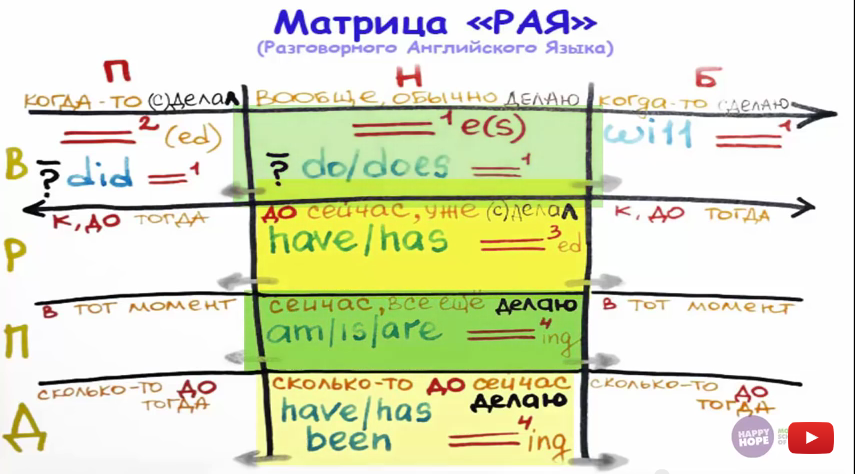 Матрица «РАЯ»
(Разговорного Английского Языка)
П Н Б
КОГДА-ТО (С)ДЕЛАЛ ВООБЩЕ, ОБЫЧНО ДЕЛАЮ КОГДА-ТО СДЕЛАЮ
2 (ed) 1 e(s) will 1
В ? did 1 ? do/does 1
К, ДО ТОГДА ДО СЕЙЧАС, УЖЕ (С)ДЕЛАЛ К, ДО ТОГДА
Р have/has 3 ed
В ТОТ МОМЕНТ СЕЙЧАС, ВСЕ ЕЩЁ ДЕЛАЮ В ТОТ МОМЕНТ
П am/is/are 4 ing
СКОЛЬКО-ТО ДО ТОГДА СКОЛЬКО-ТО ДО СЕЙЧАС ДЕЛАЮ СКОЛЬКО-ТО ДО ТОГДА
Д have/has been 4 ing
HAPPY HOPE